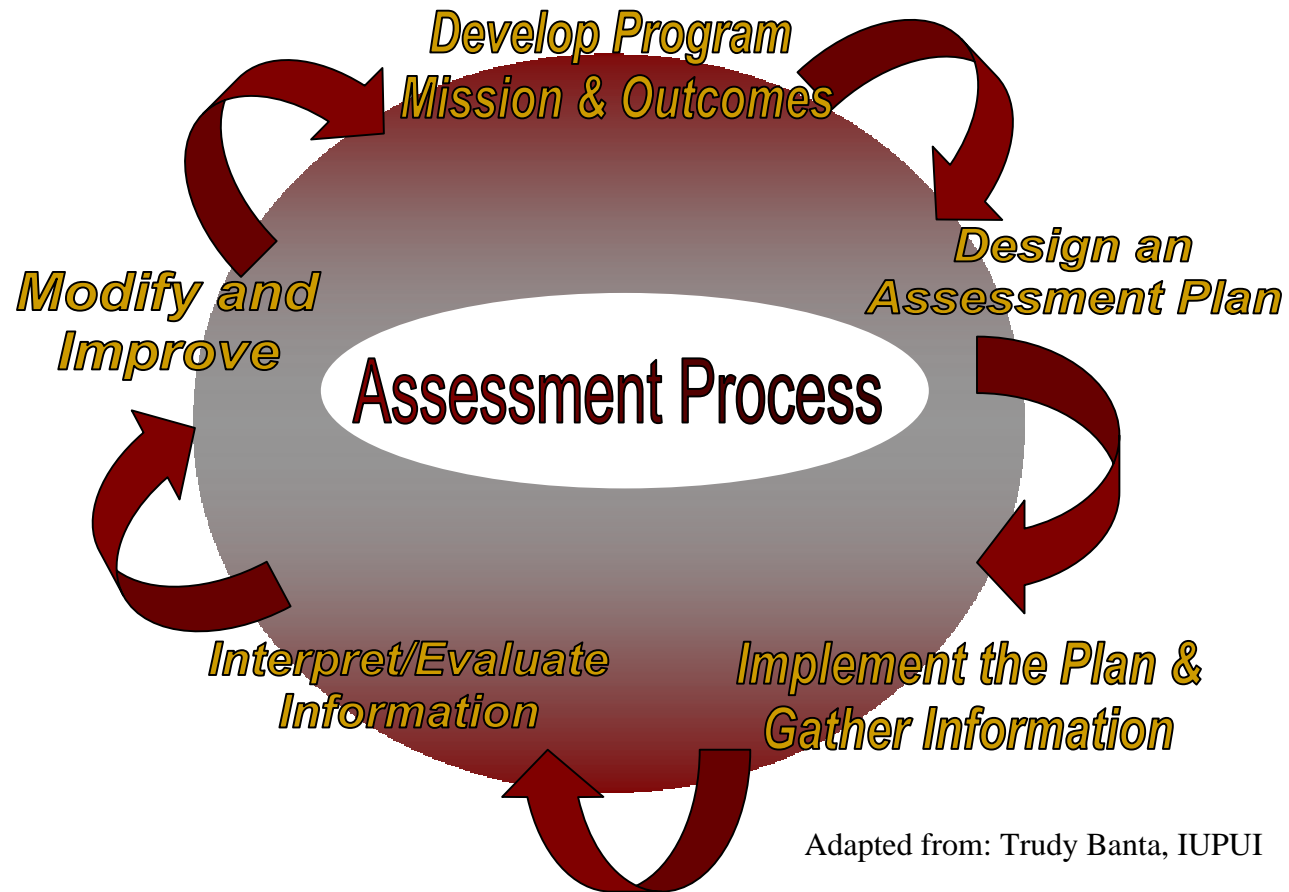 Develop Program
Mission & Outcomes
Design an
Assessment Plan
Modify and
Improve
Assessment Process
Interpret/Evaluate
Information
Implement the Plan &
Gather Information
Adapted from: Trudy Banta, IUPUI